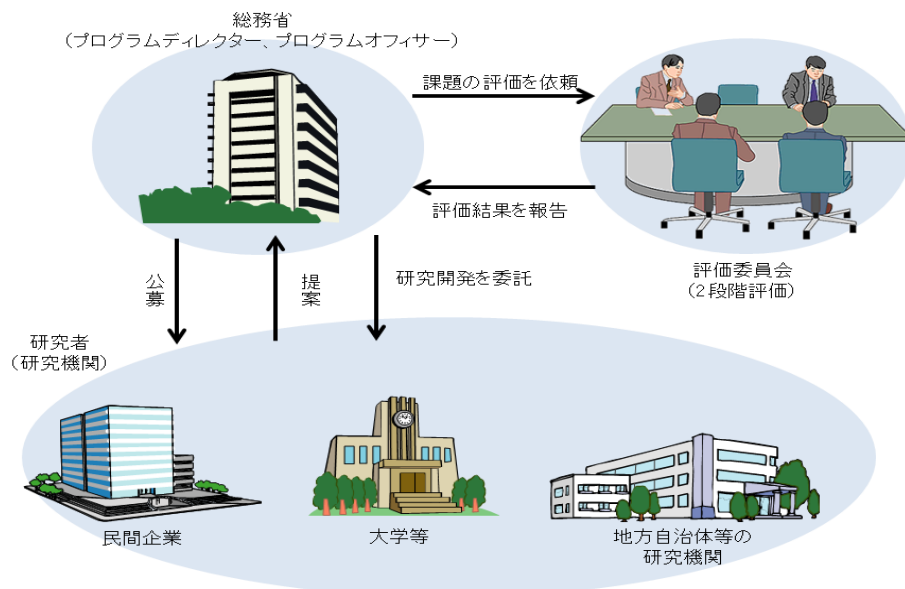 総務省
（プログラムディレクター、プログラムオフィサー）
課題の評価を依頼
評価結果を報告
評価委員会
（２段階評価）
公募
提案
研究開発を委託
研究者
（研究機関）
民間企業
大学等
地方自治体等の
研究機関